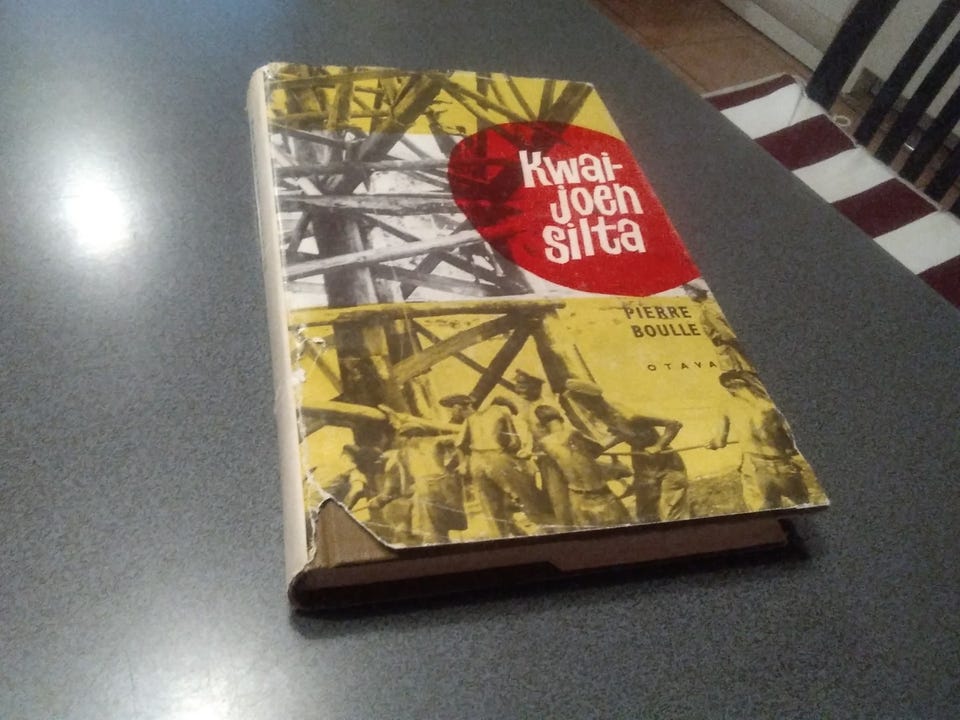 Kwai-
joen
silta
PIERRE
BOULLE
OTAVA